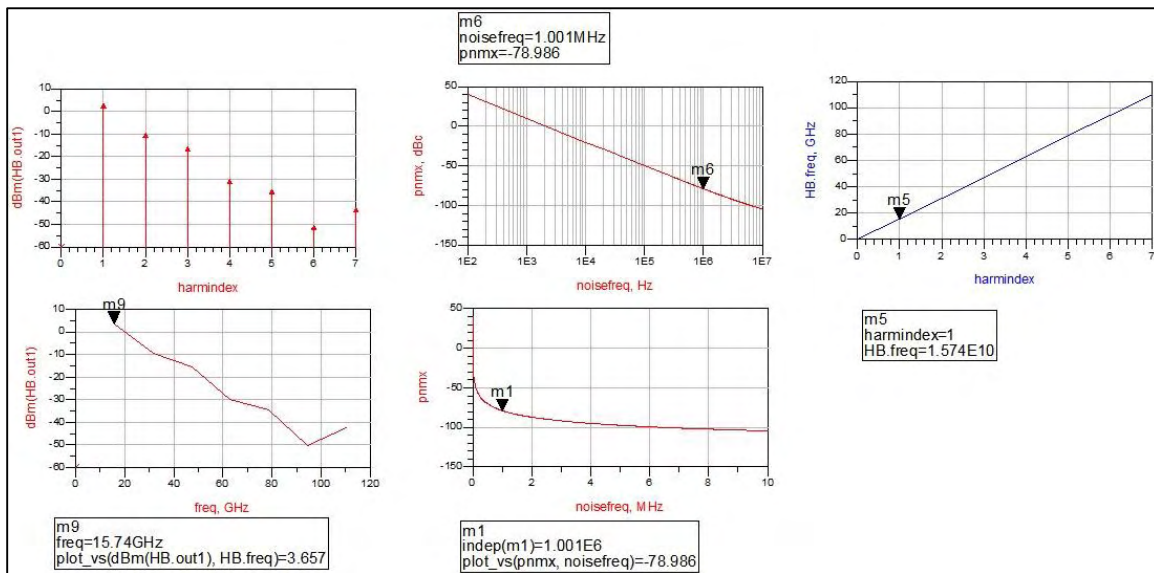 m6
noisefreq=1.001MHz
pnmx=-78.986
dBm(HB.out1)
10
0
-10
-20
-30
-40
-50
-60
0 1 2 3 4 5 6 7
harmindex
pnmx, dBc
50
0
-50
-100
-150
m6
1E2 1E3 1E4 1E5 1E6 1E7
noisefreq, Hz
HB.freq, GHz
120
100
80
60
40
20
0
m5
0 1 2 3 4 5 6 7
harmindex
m5
harmindex=1
HB.freq=1.574E10
dBm(HB.out1)
10
0
-10
-20
-30
-40
-50
-60
m9
0 20 40 60 80 100 120
freq, GHz
m9
freq=15.74GHz
plot_vs(dBm(HB.out1), HB.freq)=3.657
pnmx
50
0
-50
-100
-150
m1
0 2 4 6 8 10
noisefreq, MHz
m1
indep(m1)=1.001E6
plot_vs(pnmx, noisefreq)=-78.986